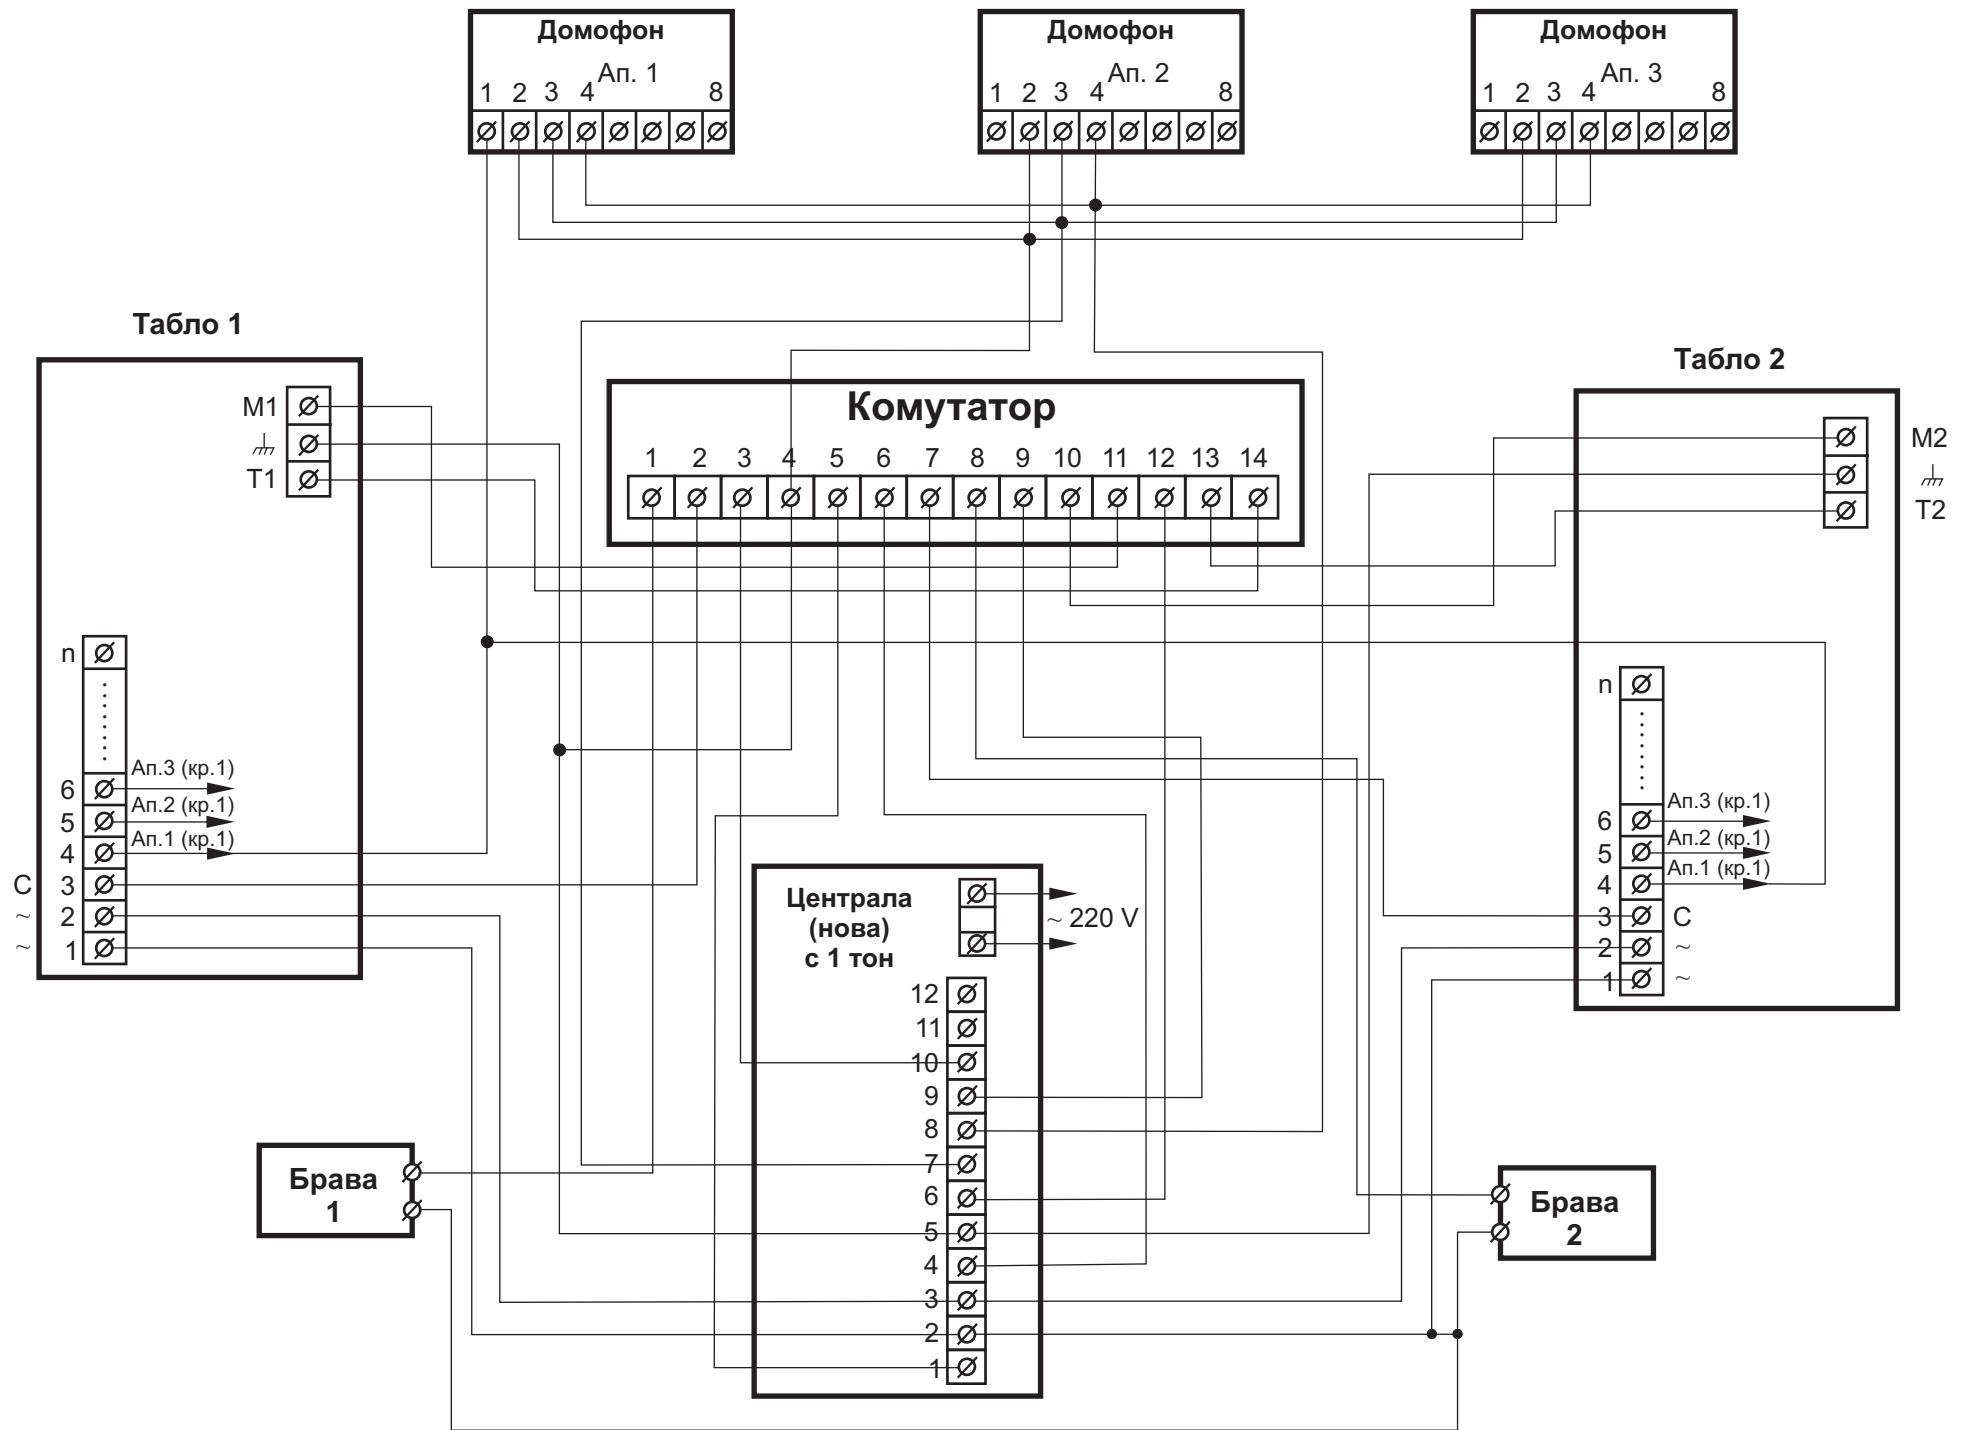 Домофон
Ап. 1
1 2 3 4 8
Домофон
Ап. 2
1 2 3 4 8
Домофон
Ап. 3
1 2 3 4 8
Табло 1
M1
T1
n
6 Ап.3 (кр.1)
5 Ап.2 (кр.1)
4 Ап.1 (кр.1)
C 3
~ 2
~ 1
Комутатор
1 2 3 4 5 6 7 8 9 10 11 12 13 14
Табло 2
M2
T2
n
6 Ап.3 (кр.1)
5 Ап.2 (кр.1)
4 Ап.1 (кр.1)
3 C
2 ~
1 ~
Централа
(нова)
с 1 тон
~ 220 V
12
11
10
9
8
7
6
5
4
3
2
1
Брава
1
Брава
2